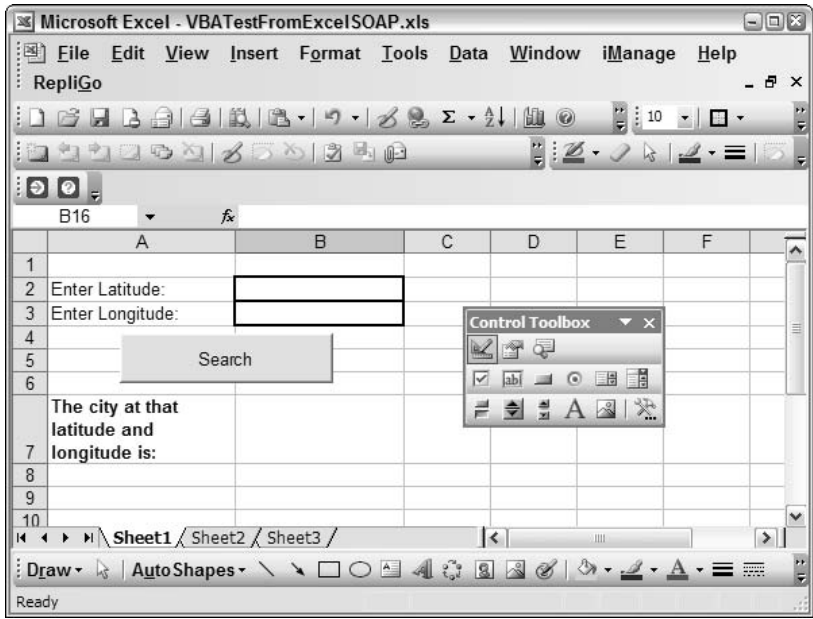 Microsoft Excel - VBATestFromExcelSOAP.xls
File Edit View Insert Format Tools Data Window iManage Help
RepliGo
Σ 10
B16 fx
A B C D E F
1
2 Enter Latitude:
3 Enter Longitude:
Control Toolbox
4
5 Search
6
ab
A
The city at that
latitude and
7 longitude is:
8
9
10
Sheet1 / Sheet2 / Sheet3 /
Draw AutoShapes A A
Ready